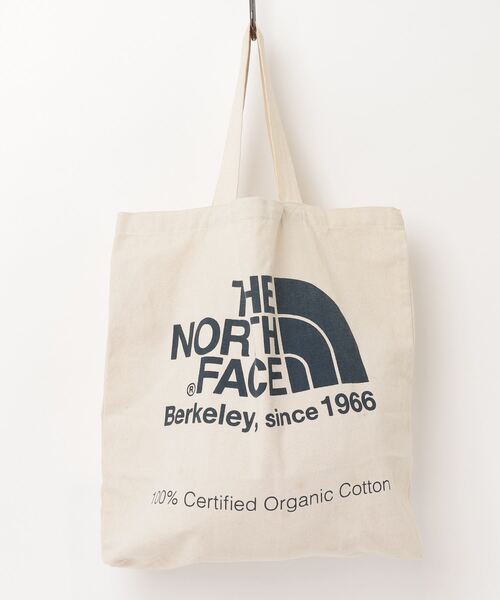 THE
NORTH
® FACE
Berkeley, since 1966
100% Certified Organic Cotton